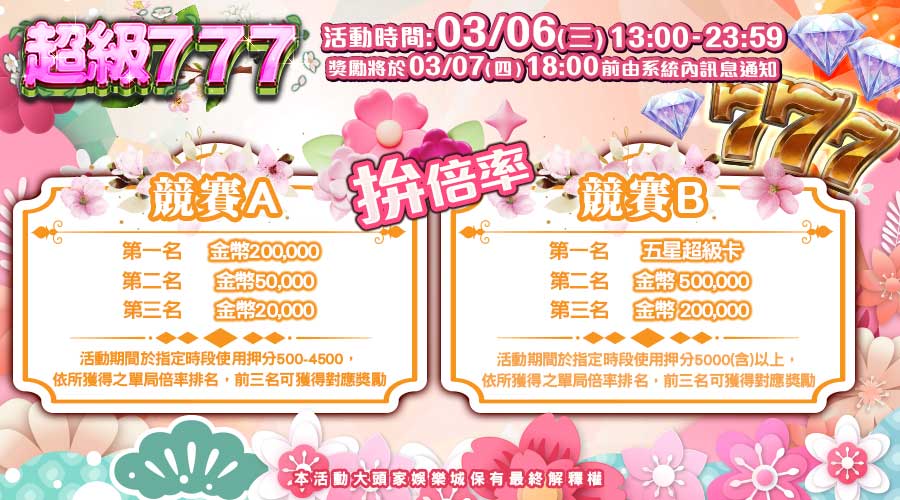 超級777
活動時間:03/06(三)13:00-23:59
獎勵將於03/07(四)18:00前由系統內訊息通知
777
拚倍率
競賽A
第一名 金幣200,000
第二名 金幣50,000
第三名 金幣20,000
活動期間於指定時段使用押分500-4500，
依所獲得之單局倍率排名，前三名可獲得對應獎勵
競賽B
第一名 五星超級卡
第二名 金幣 500,000
第三名 金幣 200,000
活動期間於指定時段使用押分5000(含)以上，
依所獲得之單局倍率排名，前三名可獲得對應獎勵
本活動大頭家娛樂城保有最終解釋權